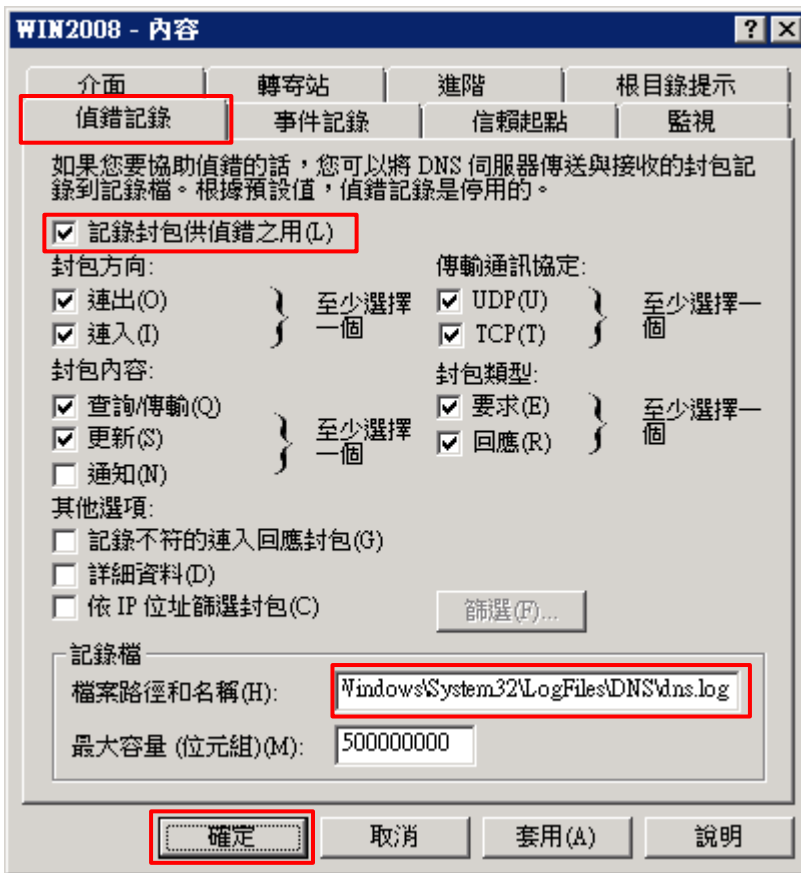 WIN2008 - 內容
介面 轉寄站 進階 根目錄提示
偵錯記錄 事件記錄 信賴起點 監視
如果您要協助偵錯的話，您可以將 DNS 伺服器傳送與接收的封包記
錄到記錄檔。根據預設值，偵錯記錄是停用的。
記錄封包供偵錯之用(L)
封包方向: 傳輸通訊協定:
連出(O) 至少選擇 UDP(U) 至少選擇一
連入(I) 一個 TCP(T) 個
封包內容: 封包類型:
查詢/傳輸(Q) 要求(E) 至少選擇一
更新(S) 至少選擇 回應(R) 個
通知(N) 一個
其他選項:
記錄不符的連入回應封包(G)
詳細資料(D)
依 IP 位址篩選封包(C) 篩選(F)...
記錄檔
檔案路徑和名稱(H): Windows\System32\LogFiles\DNS\dns.log
最大容量 (位元組)(M): 500000000
確定 取消 套用(A) 說明